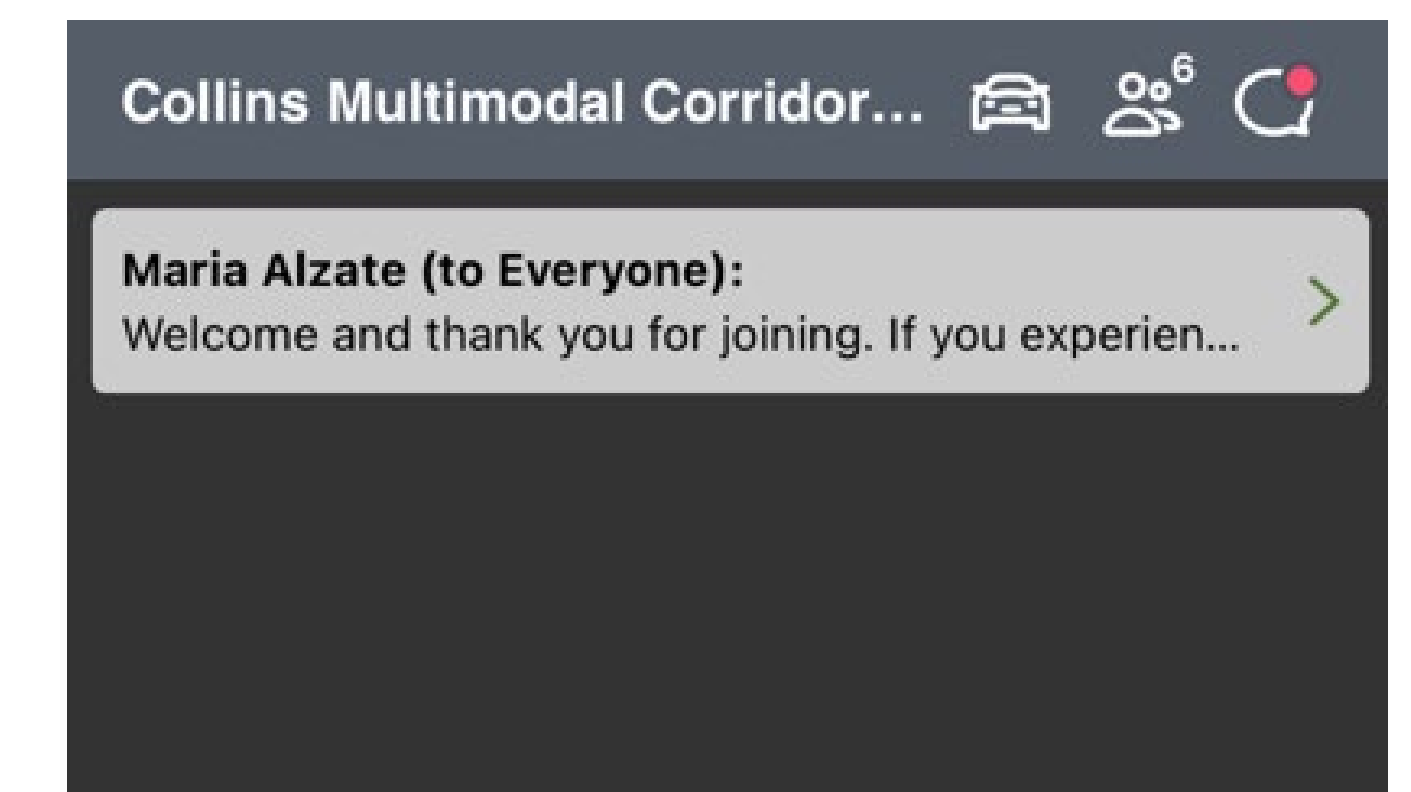 Collins Multimodal Corridor...
6
Maria Alzate (to Everyone):
Welcome and thank you for joining. If you experien...